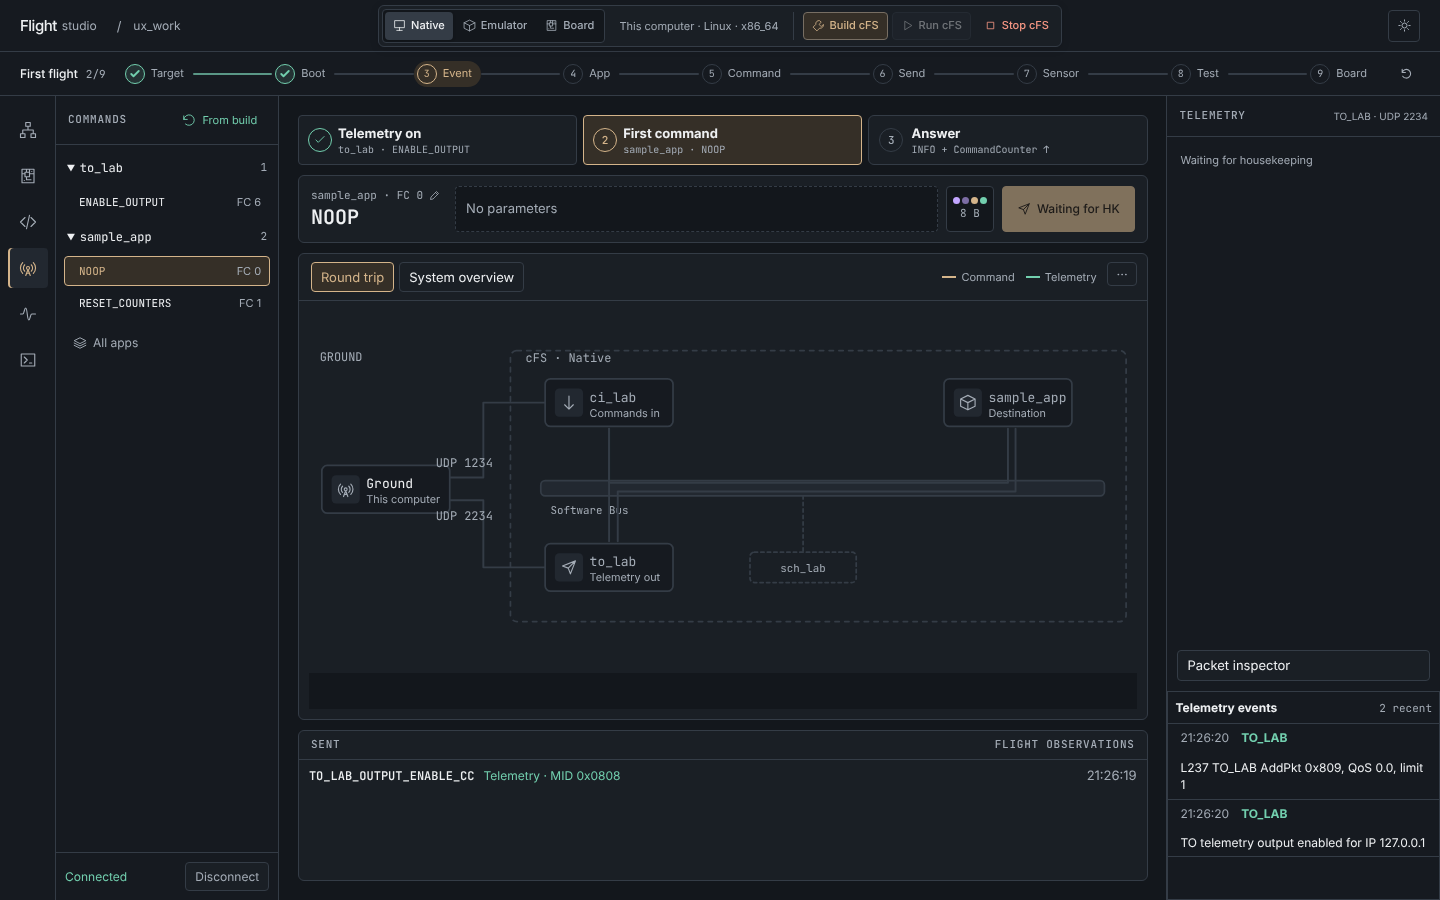 Flight studio / ux_work
Native Emulator Board This computer · Linux · x86_64 Build cFS Run cFS Stop cFS
First flight 2/9 Target Boot 3 Event 4 App 5 Command 6 Send 7 Sensor 8 Test 9 Board
COMMANDS From build
to_lab 1
ENABLE_OUTPUT FC 6
sample_app 2
NOOP FC 0
RESET_COUNTERS FC 1
All apps
Connected Disconnect
Telemetry on
to_lab · ENABLE_OUTPUT
2 First command
sample_app · NOOP
3 Answer
INFO + CommandCounter ↑
sample_app · FC 0
NOOP
No parameters
8 B
Waiting for HK
Round trip System overview Command Telemetry ...
GROUND
cFS · Native
ci_lab
Commands in
sample_app
Destination
UDP 1234
Ground
This computer
UDP 2234
Software Bus
to_lab
Telemetry out
sch_lab
SENT FLIGHT OBSERVATIONS
TO_LAB_OUTPUT_ENABLE_CC Telemetry · MID 0x0808 21:26:19
TELEMETRY TO_LAB · UDP 2234
Waiting for housekeeping
Packet inspector
Telemetry events 2 recent
21:26:20 TO_LAB
L237 TO_LAB AddPkt 0x809, QoS 0.0, limit
1
21:26:20 TO_LAB
TO telemetry output enabled for IP 127.0.0.1